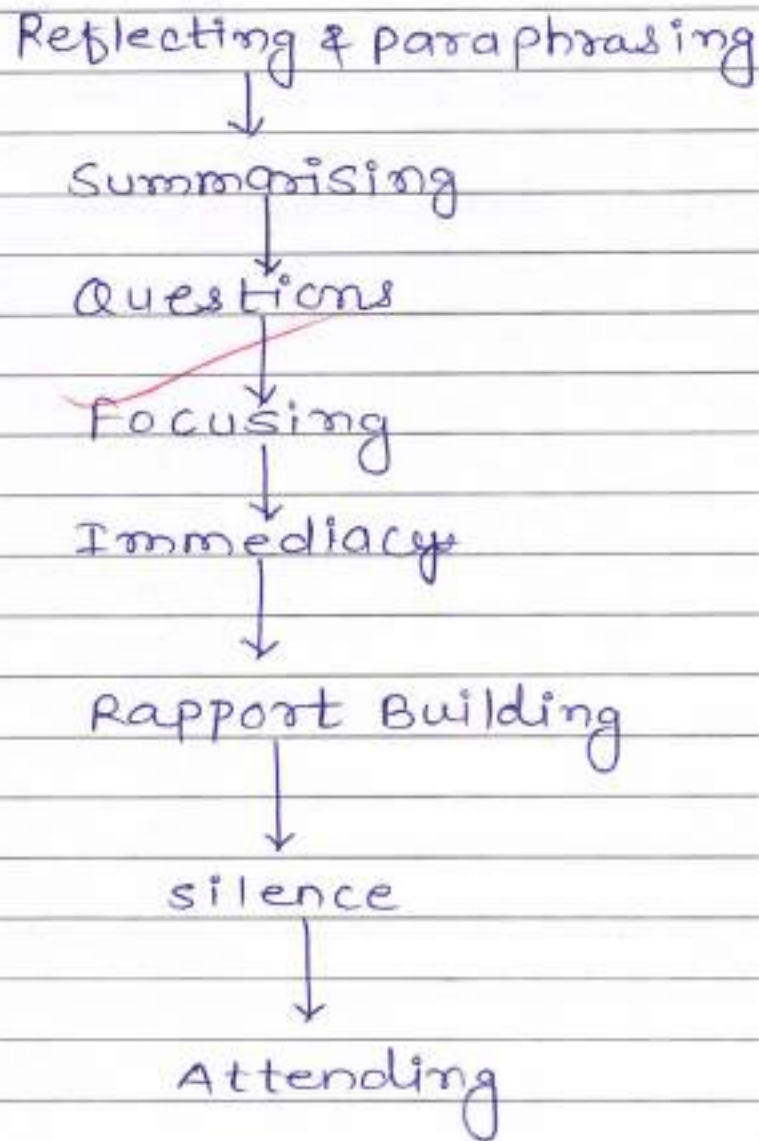 Reflecting & paraphrasing
Summarising
Questions
Focusing
Immediacy
Rapport Building
silence
Attending